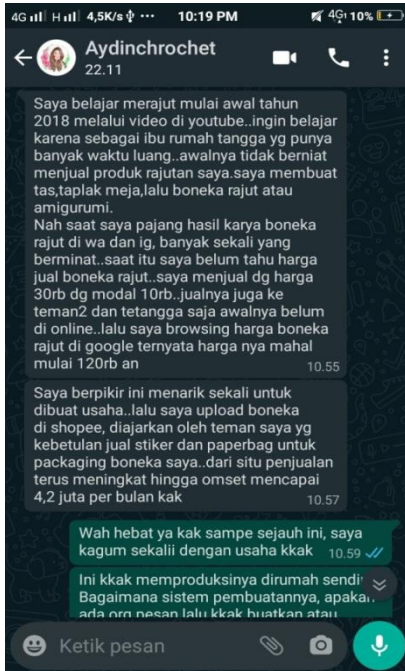 4G H 4,5K/s ··· 10:19 PM 4G 10%
Aydinchrochet
22.11
Saya belajar merajut mulai awal tahun
2018 melalui video di youtube..ingin belajar
karena sebagai ibu rumah tangga yg punya
banyak waktu luang..awalnya tidak berniat
menjual produk rajutan saya.saya membuat
tas,taplak meja,lalu boneka rajut atau
amigurumi.
Nah saat saya pajang hasil karya boneka
rajut di wa dan ig, banyak sekali yang
berminat..saat itu saya belum tahu harga
jual boneka rajut..saya menjual dg harga
30rb dg modal 10rb..jualnya juga ke
teman2 dan tetangga saja awalnya belum
di online..lalu saya browsing harga boneka
rajut di google ternyata harga nya mahal
mulai 120rb an 10.55
Saya berpikir ini menarik sekali untuk
dibuat usaha..lalu saya upload boneka
di shopee, diajarkan oleh teman saya yg
kebetulan jual stiker dan paperbag untuk
packaging boneka saya..dari situ penjualan
terus meningkat hingga omset mencapai
4,2 juta per bulan kak 10.57
Wah hebat ya kak sampe sejauh ini, saya
kagum sekalii dengan usaha kkak 10.59
Ini kkak memproduksinya dirumah sendir
Bagaimana sistem pembuatannya, apakah
ada org pesan lalu kkak buatkan atau
Ketik pesan